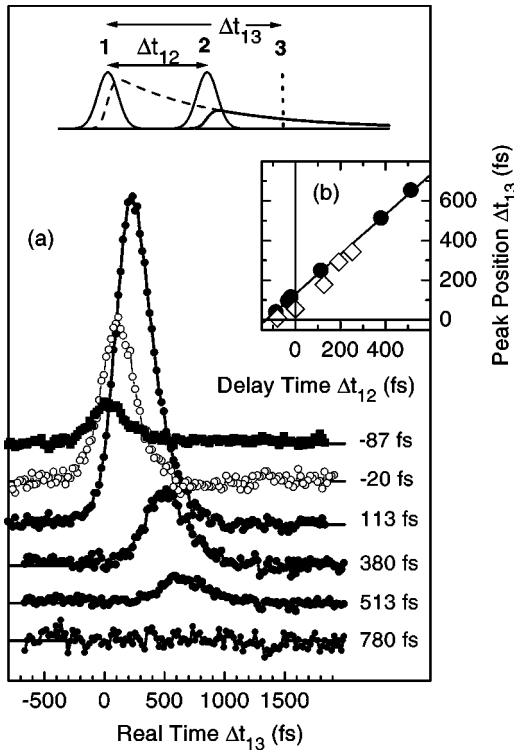 Δt13
1 Δt12 2 3
(a)
(b)
600
400
200
0
Peak Position Δt13 (fs)
0 200 400
Delay Time Δt12 (fs)
-87 fs
-20 fs
113 fs
380 fs
513 fs
780 fs
-500 0 500 1000 1500
Real Time Δt13 (fs)